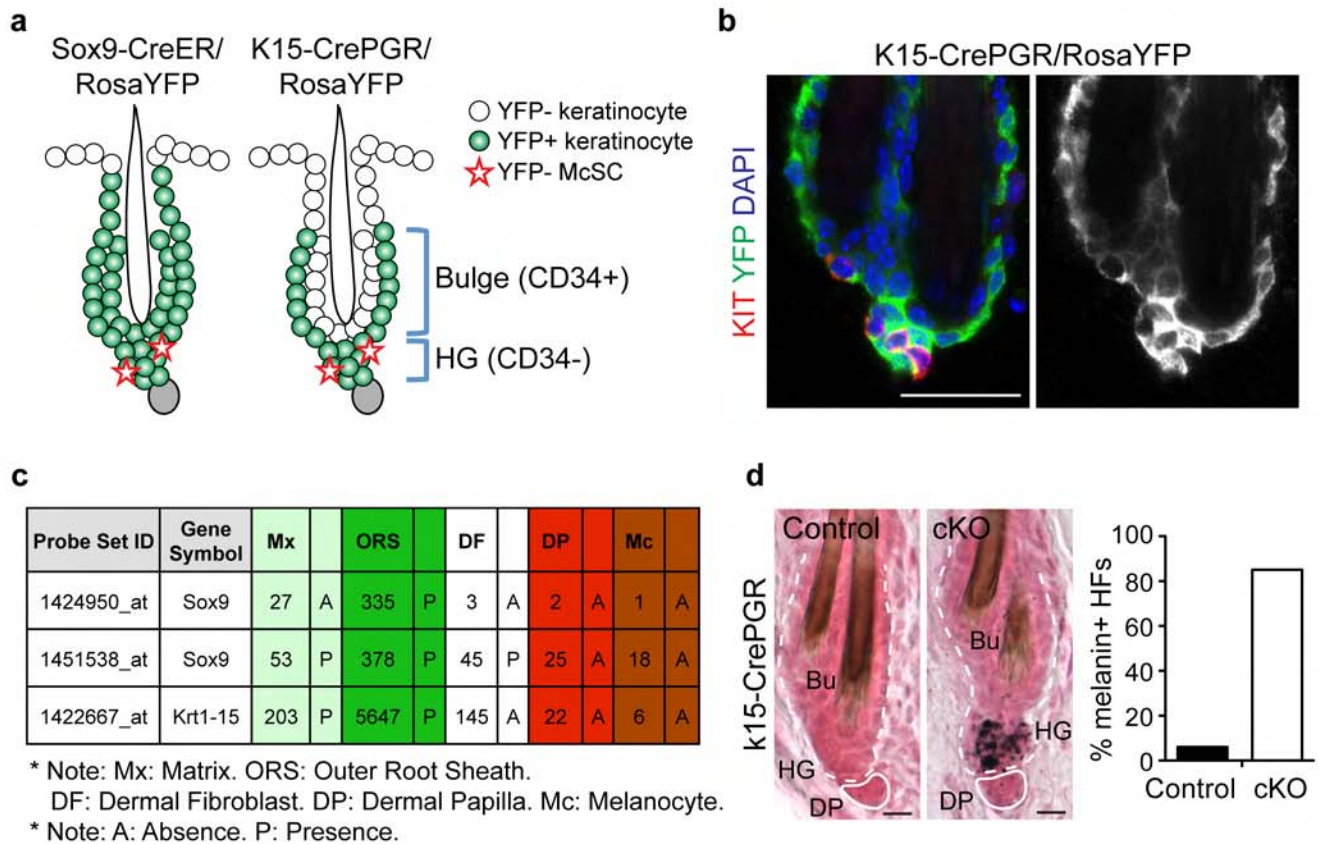 a
Sox9-CreER/
RosaYFP
K15-CrePGR/
RosaYFP
YFP- keratinocyte
YFP+ keratinocyte
YFP- McSC
Bulge (CD34+)
HG (CD34-)
b
K15-CrePGR/RosaYFP
KIT YFP DAPI
c
Probe Set ID Gene Symbol Mx ORS DF DP Mc
1424950_at Sox9 27 A 335 P 3 A 2 A 1 A
1451538_at Sox9 53 P 378 P 45 P 25 A 18 A
1422667_at Krt1-15 203 P 5647 P 145 A 22 A 6 A
* Note: Mx: Matrix. ORS: Outer Root Sheath.
DF: Dermal Fibroblast. DP: Dermal Papilla. Mc: Melanocyte.
* Note: A: Absence. P: Presence.
d
k15-CrePGR
Control
Bu
HG
DP
cKO
Bu
HG
DP
% melanin+ HFs
100
80
60
40
20
0
Control cKO